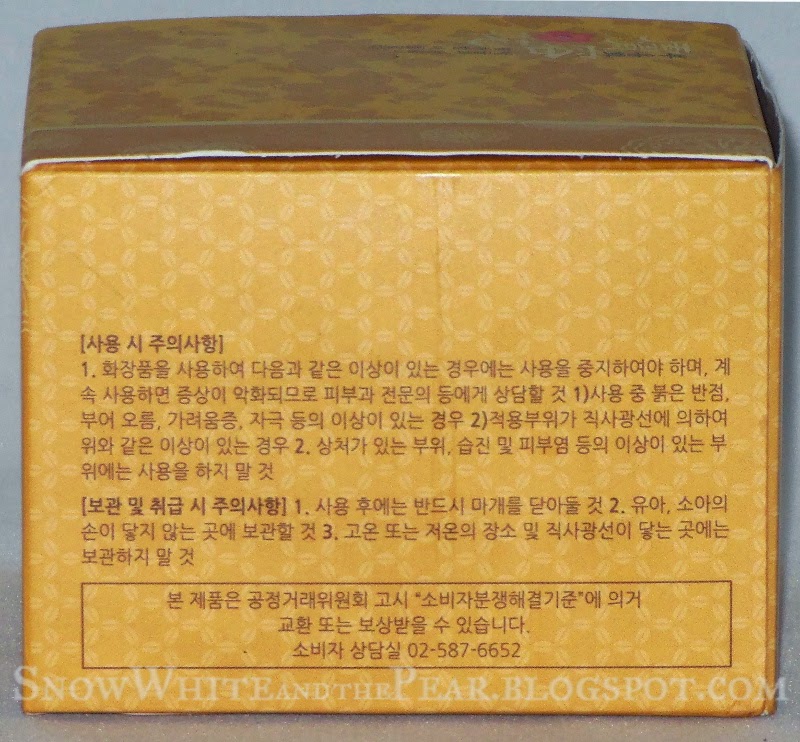 [사용 시 주의사항]
1. 화장품을 사용하여 다음과 같은 이상이 있는 경우에는 사용을 중지하여야 하며, 계
속 사용하면 증상이 악화되므로 피부과 전문의 등에게 상담할 것 1)사용 중 붉은 반점,
부어 오름, 가려움증, 자극 등의 이상이 있는 경우 2)적용부위가 직사광선에 의하여
위와 같은 이상이 있는 경우 2. 상처가 있는 부위, 습진 및 피부염 등의 이상이 있는 부
위에는 사용을 하지 말 것
[보관 및 취급 시 주의사항] 1. 사용 후에는 반드시 마개를 닫아둘 것 2. 유아, 소아의
손이 닿지 않는 곳에 보관할 것 3. 고온 또는 저온의 장소 및 직사광선이 닿는 곳에는
보관하지 말 것
본 제품은 공정거래위원회 고시 “소비자분쟁해결기준”에 의거
교환 또는 보상받을 수 있습니다.
소비자 상담실 02-587-6652
SnowWhiteandthePear.blogspot.com